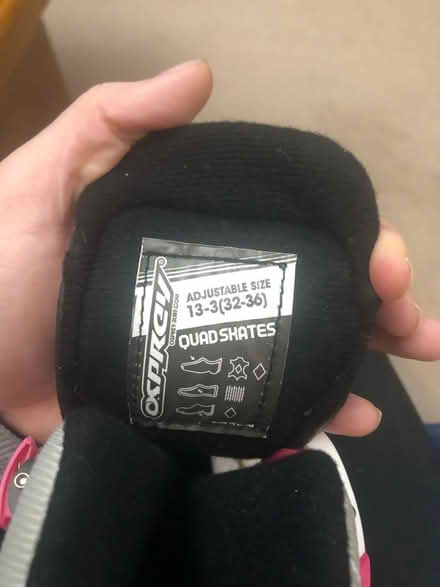 OSPREY
ADJUSTABLE SIZE
13-3(32-36)
QUAD SKATES